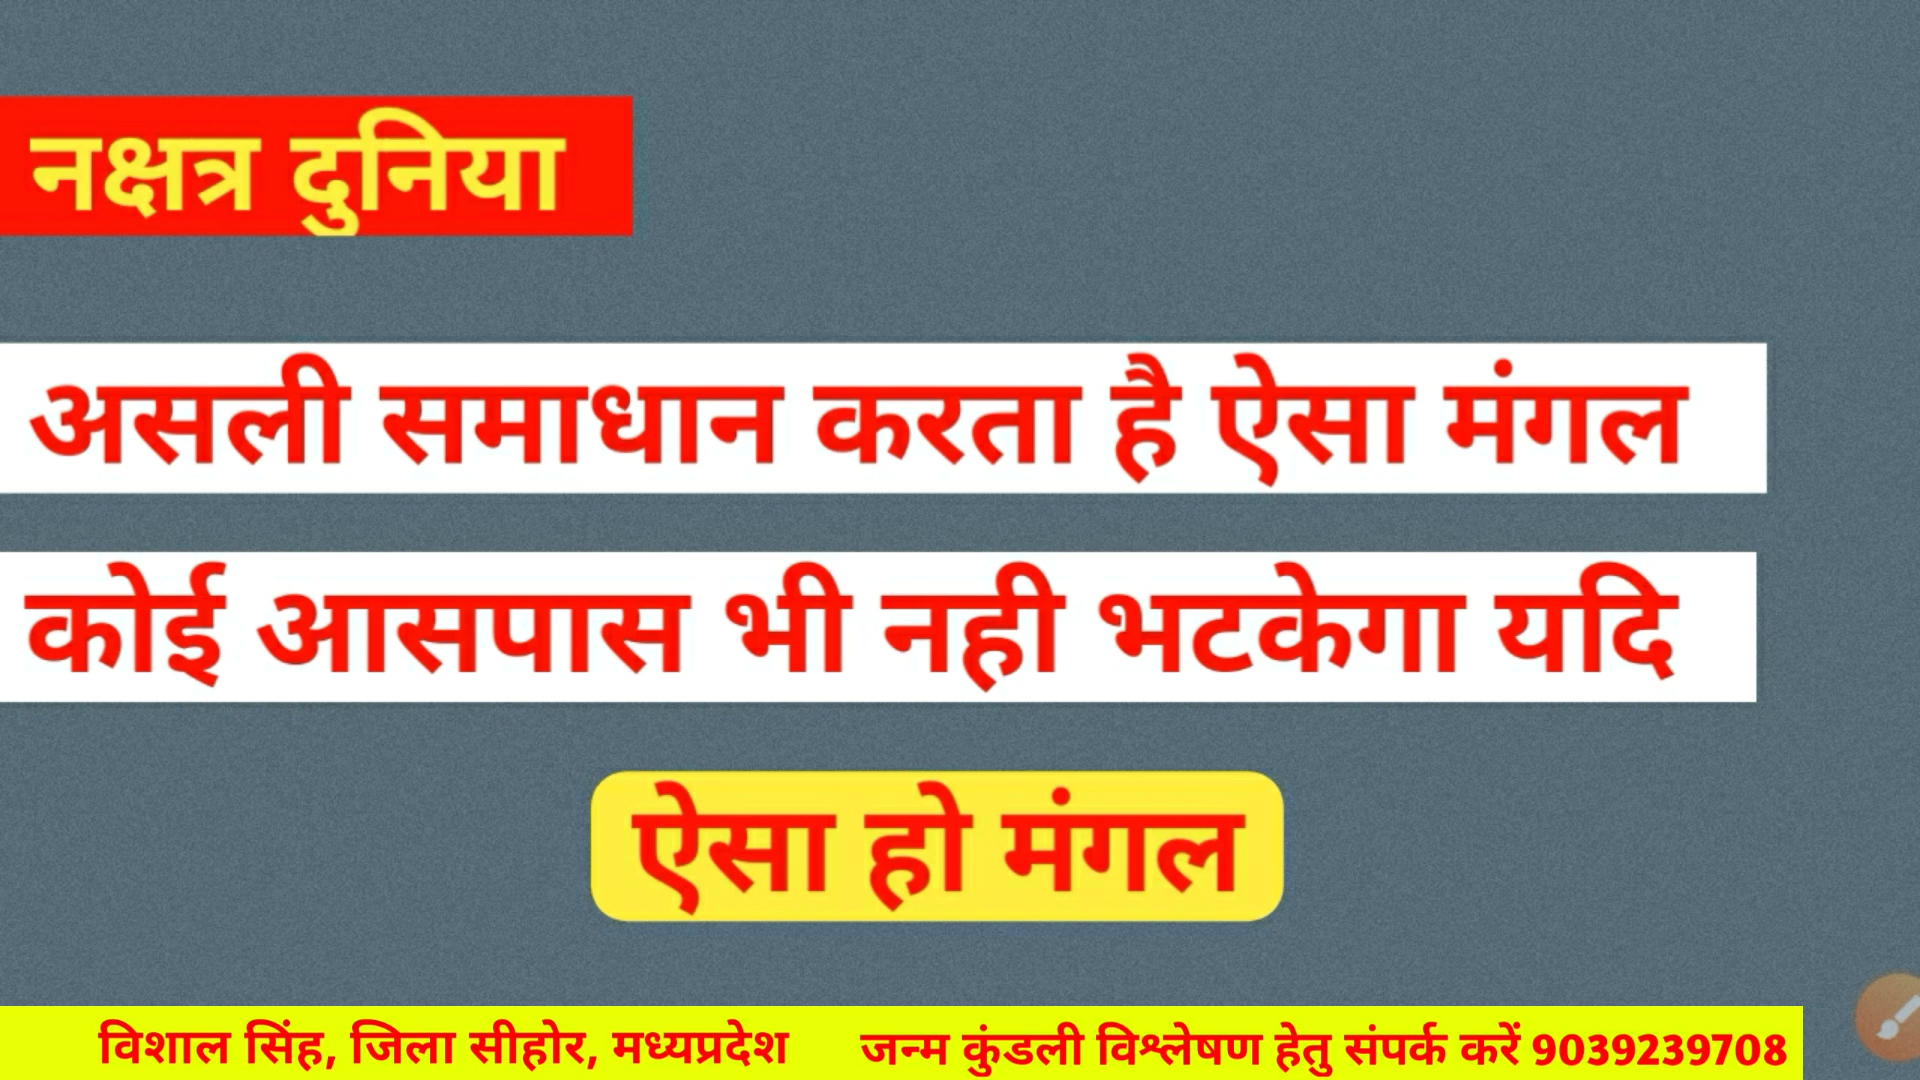 नक्षत्र दुनिया
असली समाधान करता है ऐसा मंगल
कोई आसपास भी नही भटकेगा यदि
ऐसा हो मंगल
विशाल सिंह, जिला सीहोर, मध्यप्रदेश जन्म कुंडली विश्लेषण हेतु संपर्क करें 9039239708